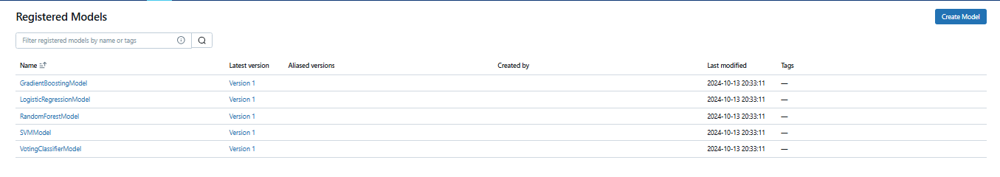 Registered Models
Create Model
Filter registered models by name or tags
Name Latest version Aliased versions Created by Last modified Tags
GradientBoostingModel Version 1 2024-10-13 20:33:11 —
LogisticRegressionModel Version 1 2024-10-13 20:33:11 —
RandomForestModel Version 1 2024-10-13 20:33:11 —
SVMModel Version 1 2024-10-13 20:33:11 —
VotingClassifierModel Version 1 2024-10-13 20:33:11 —